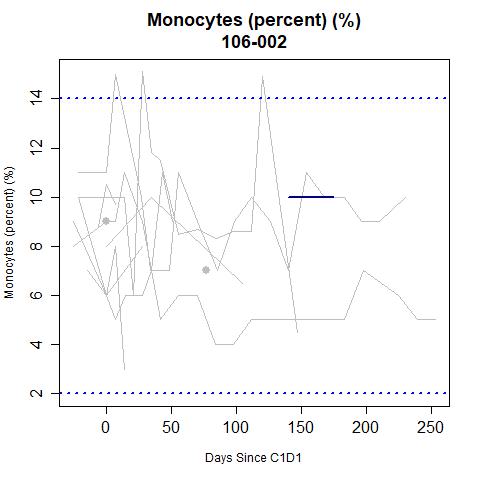 Monocytes (percent) (%)
106-002
Monocytes (percent) (%)
14
12
10
8
6
4
2
0 50 100 150 200 250
Days Since C1D1